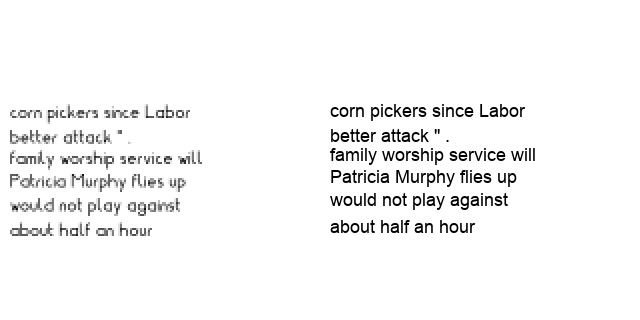 corn pickers since Labor
better attack " .
family worship service will
Patricia Murphy flies up
would not play against
about half an hour
corn pickers since Labor
better attack " .
family worship service will
Patricia Murphy flies up
would not play against
about half an hour